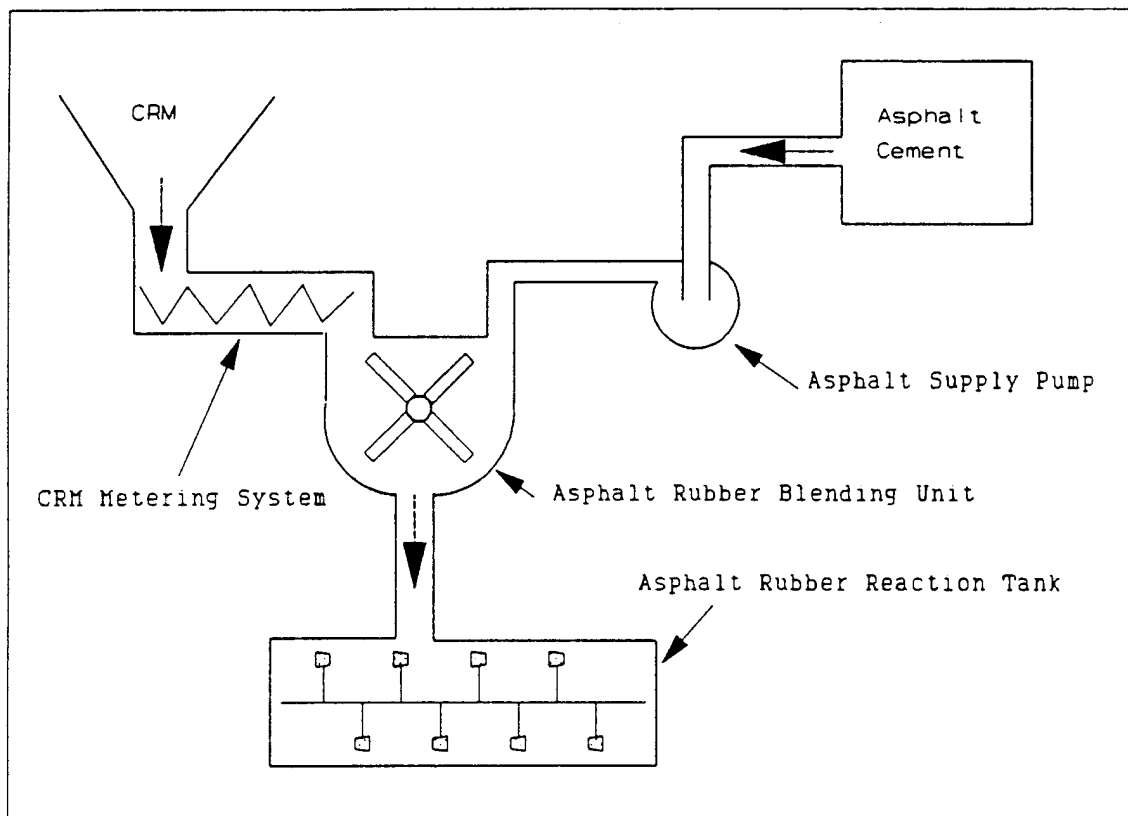 CRM
Asphalt
Cement
Asphalt Supply Pump
CRM Metering System
Asphalt Rubber Blending Unit
Asphalt Rubber Reaction Tank